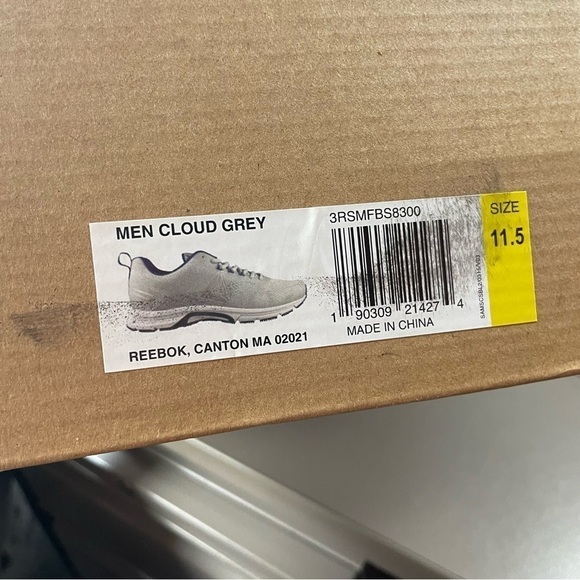 MEN CLOUD GREY
REEBOK, CANTON MA 02021
3RSMFBS8300
1 90309 21427 4
MADE IN CHINA
SIZE
11.5